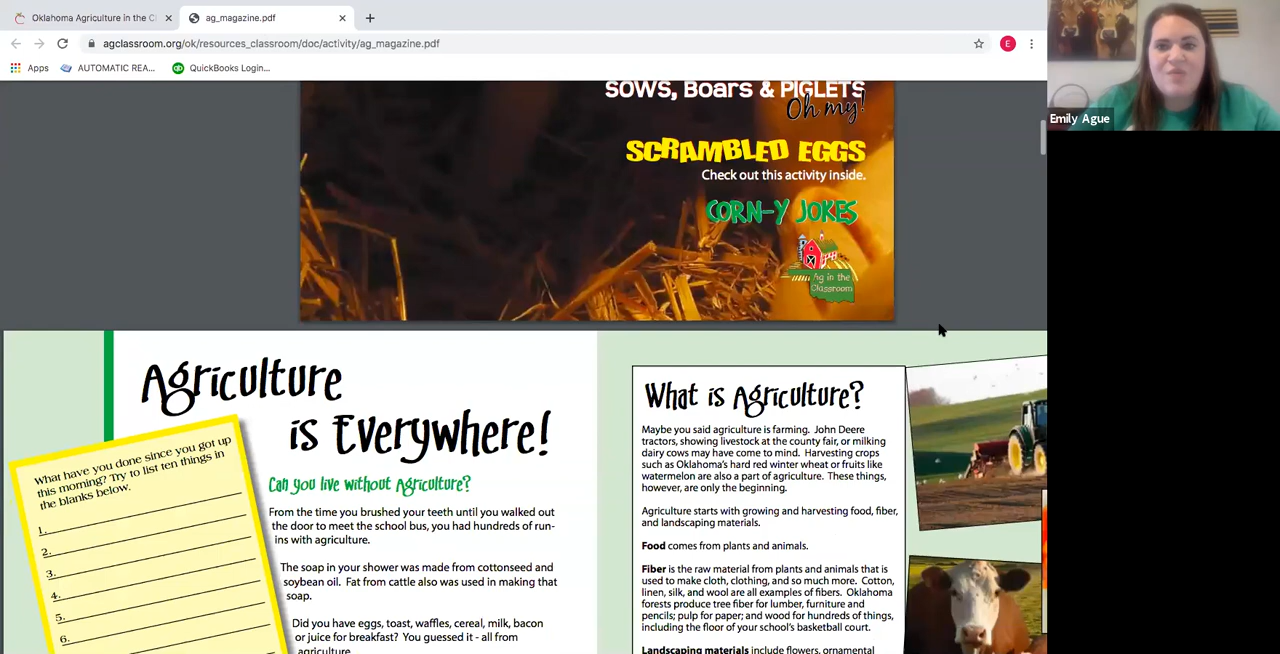 Oklahoma Agriculture in the C
ag_magazine.pdf
agclassroom.org/ok/resources_classroom/doc/activity/ag_magazine.pdf
E
Apps
AUTOMATIC REA...
QuickBooks Login...
Emily Ague
SOWS, Boars & PIGLETS
Oh my!
SCRAMBLED EGGS
Check out this activity inside.
CORN-Y JOKES
Ag in the
Classroom
Agriculture
is Everywhere!
What have you done since you got up
this morning? Try to list ten things in
the blanks below.
1.
2.
3.
4.
5.
6.
Can you live without Agriculture?
From the time you brushed your teeth until you walked out
the door to meet the school bus, you had hundreds of run-
ins with agriculture.
The soap in your shower was made from cottonseed and
soybean oil. Fat from cattle also was used in making that
soap.
Did you have eggs, toast, waffles, cereal, milk, bacon
or juice for breakfast? You guessed it - all from
agriculture.
What is Agriculture?
Maybe you said agriculture is farming. John Deere
tractors, showing livestock at the county fair, or milking
dairy cows may have come to mind. Harvesting crops
such as Oklahoma's hard red winter wheat or fruits like
watermelon are also a part of agriculture. These things,
however, are only the beginning.
Agriculture starts with growing and harvesting food, fiber,
and landscaping materials.
Food comes from plants and animals.
Fiber is the raw material from plants and animals that is
used to make cloth, clothing, and so much more. Cotton,
linen, silk, and wool are all examples of fibers. Oklahoma
forests produce tree fiber for lumber, furniture and
pencils; pulp for paper; and wood for hundreds of things,
including the floor of your school's basketball court.
Landscaping materials include flowers, ornamental